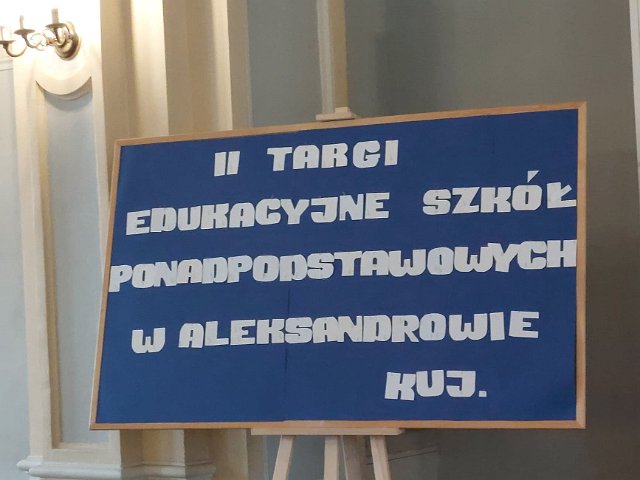 II TARGI
EDUKACYJNE SZKÓŁ
PONADPODSTAWOWYCH
W ALEKSANDROWIE
KUJ.